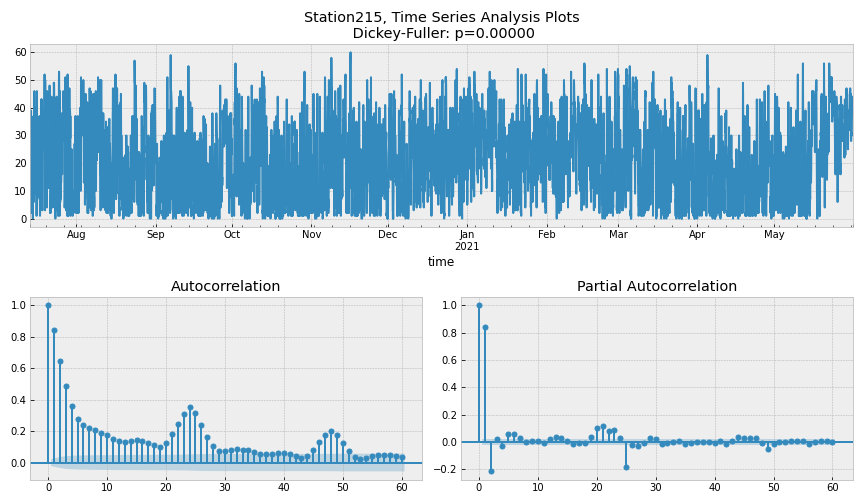 Station215, Time Series Analysis Plots
Dickey-Fuller: p=0.00000
60
50
40
30
20
10
0
Aug Sep Oct Nov Dec Jan Feb Mar Apr May
2021
time
Autocorrelation
1.0
0.8
0.6
0.4
0.2
0.0
0 10 20 30 40 50 60
Partial Autocorrelation
1.0
0.8
0.6
0.4
0.2
0.0
−0.2
0 10 20 30 40 50 60